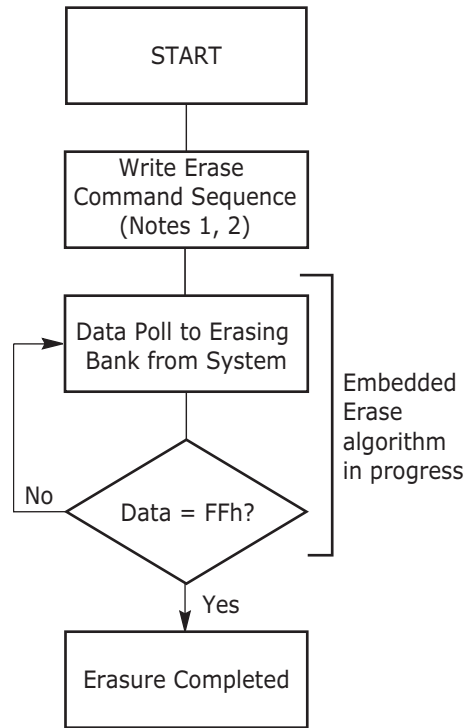 START
Write Erase
Command Sequence
(Notes 1, 2)
Data Poll to Erasing
Bank from System
Embedded
Erase
algorithm
in progress
No
Data = FFh?
Yes
Erasure Completed